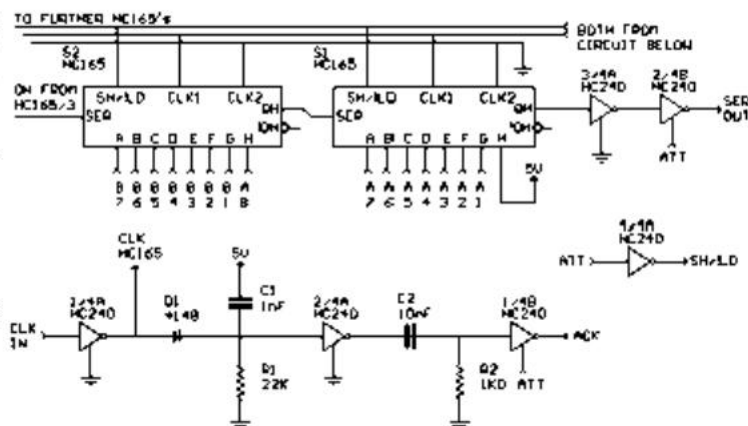 TO FURTHER HC165's
BOTH FROM
CIRCUIT BELOW
S2
HC165
S1
HC165
3/4A
HC240
2/4B
HC240
SH/LD CLK1 CLK2
SH/LD CLK1 CLK2
HC165/3
SER
QH
QH
SER
QH
QH
SER
OUT
A B C D E F G H
A B C D E F G H
ATT
5V
7 6 5 4 3 2 1 8
A A A A A A A
7 6 5 4 3 2 1
CLK
HC165
5V
4/4A
HC240
ATT
SH/LD
1/4A
HC240
D1
4148
C1
1nF
2/4A
HC240
C2
10nF
1/4B
HC240
CLK
IN
ACK
R1
22K
R2
1K0
ATT